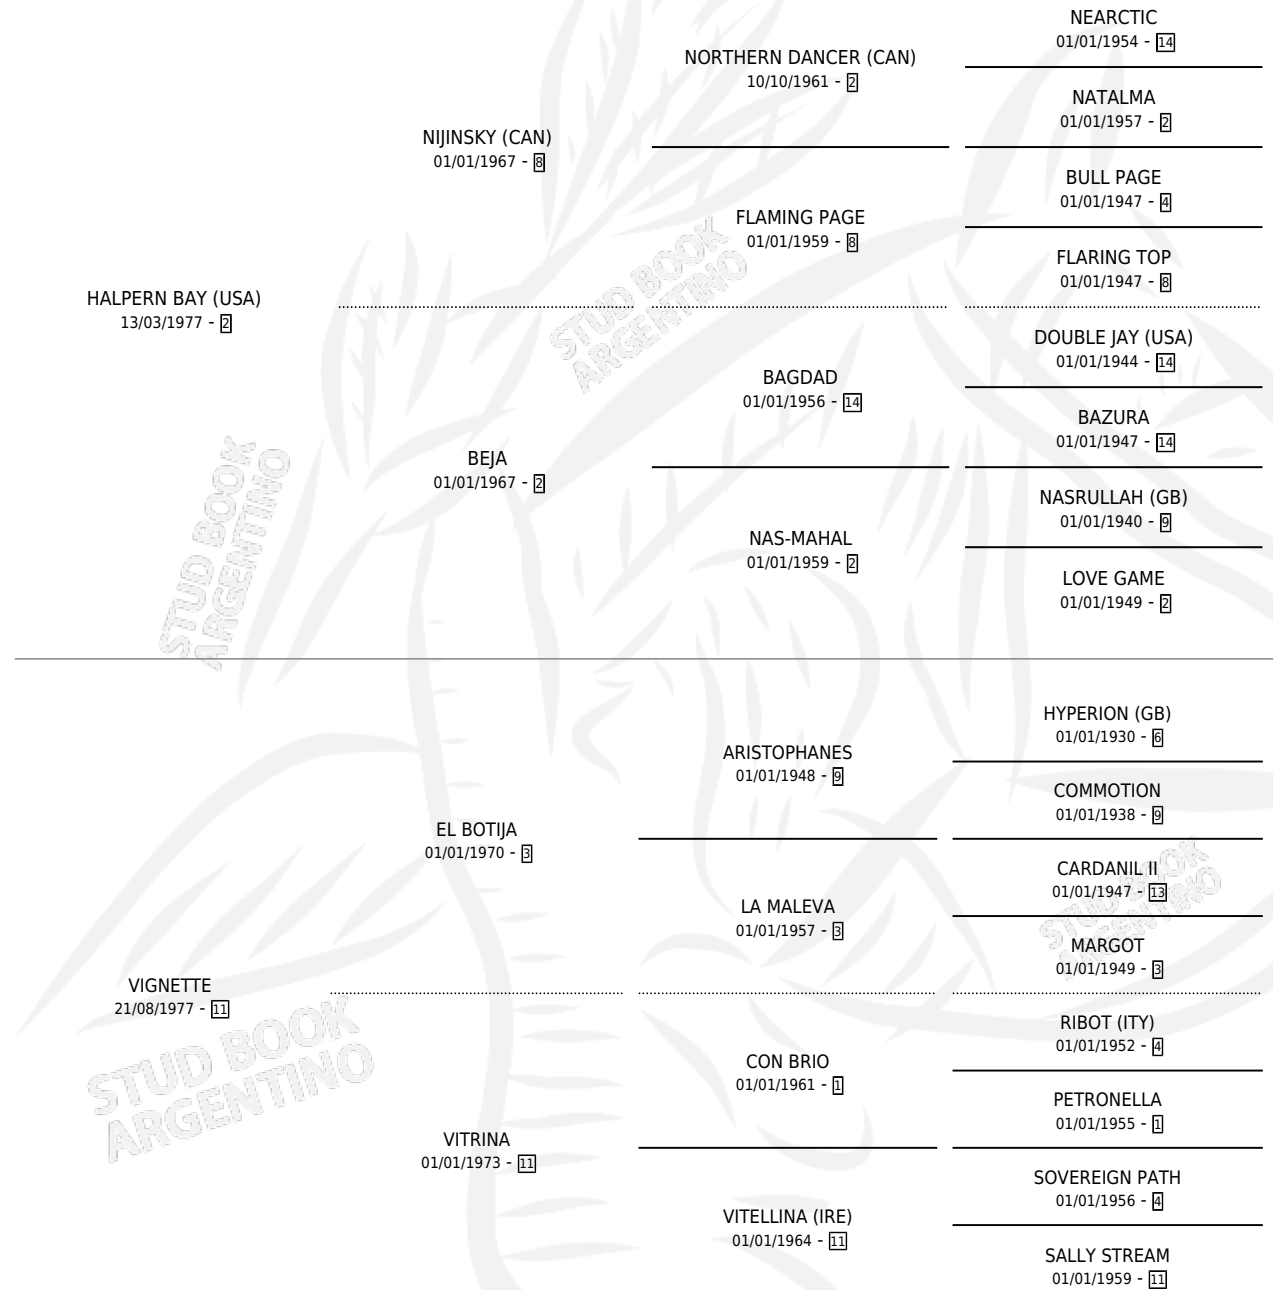 NEARCTIC
01/01/1954 - 14
NORTHERN DANCER (CAN)
10/10/1961 - 2
NATALMA
01/01/1957 - 2
NIJINSKY (CAN)
01/01/1967 - 8
BULL PAGE
01/01/1947 - 4
FLAMING PAGE
01/01/1959 - 8
FLARING TOP
01/01/1947 - 8
HALPERN BAY (USA)
13/03/1977 - 2
STUD BOOK
ARGENTINO
DOUBLE JAY (USA)
01/01/1944 - 14
BAGDAD
01/01/1956 - 14
BAZURA
01/01/1947 - 14
BEJA
01/01/1967 - 2
NASRULLAH (GB)
01/01/1940 - 9
NAS-MAHAL
01/01/1959 - 2
LOVE GAME
01/01/1949 - 2
STUD BOOK
ARGENTINO
HYPERION (GB)
01/01/1930 - 6
ARISTOPHANES
01/01/1948 - 9
COMMOTION
01/01/1938 - 9
EL BOTIJA
01/01/1970 - 3
CARDANIL II
01/01/1947 - 13
LA MALEVA
01/01/1957 - 3
STUD BOOK
ARGENTINO
MARGOT
01/01/1949 - 3
VIGNETTE
21/08/1977 - 11
STUD BOOK
ARGENTINO
RIBOT (ITY)
01/01/1952 - 4
CON BRIO
01/01/1961 - 1
PETRONELLA
01/01/1955 - 1
VITRINA
01/01/1973 - 11
SOVEREIGN PATH
01/01/1956 - 4
VITELLINA (IRE)
01/01/1964 - 11
SALLY STREAM
01/01/1959 - 11